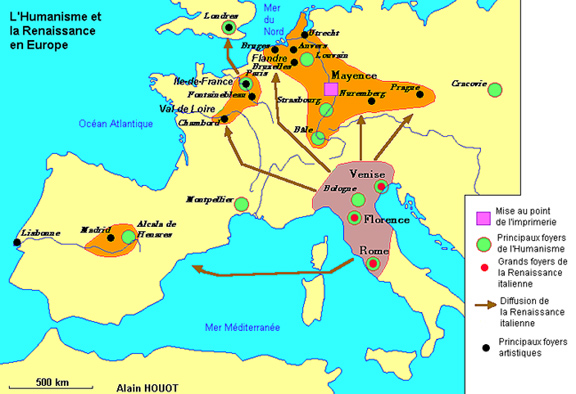 L'Humanisme et
la Renaissance
en Europe
Londres
Mer
du
Nord
Utrecht
Bruges
Anvers
Flandre
Louvain
Bruxelles
Ile-de-France
Paris
Mayence
Fontainebleau
Nuremberg
Prague
Cracovie
Strasbourg
Val de Loire
Chambord
Bâle
Océan Atlantique
Venise
Bologne
Montpellier
Florence
Lisbonne
Madrid
Alcala de
Henares
Rome
Mer Méditerranée
500 km
Alain HOUOT
Mise au point
de l'imprimerie
Principaux foyers
de l'Humanisme
Grands foyers de
la Renaissance
italienne
Diffusion de
la Renaissance
italienne
Principaux foyers
artistiques